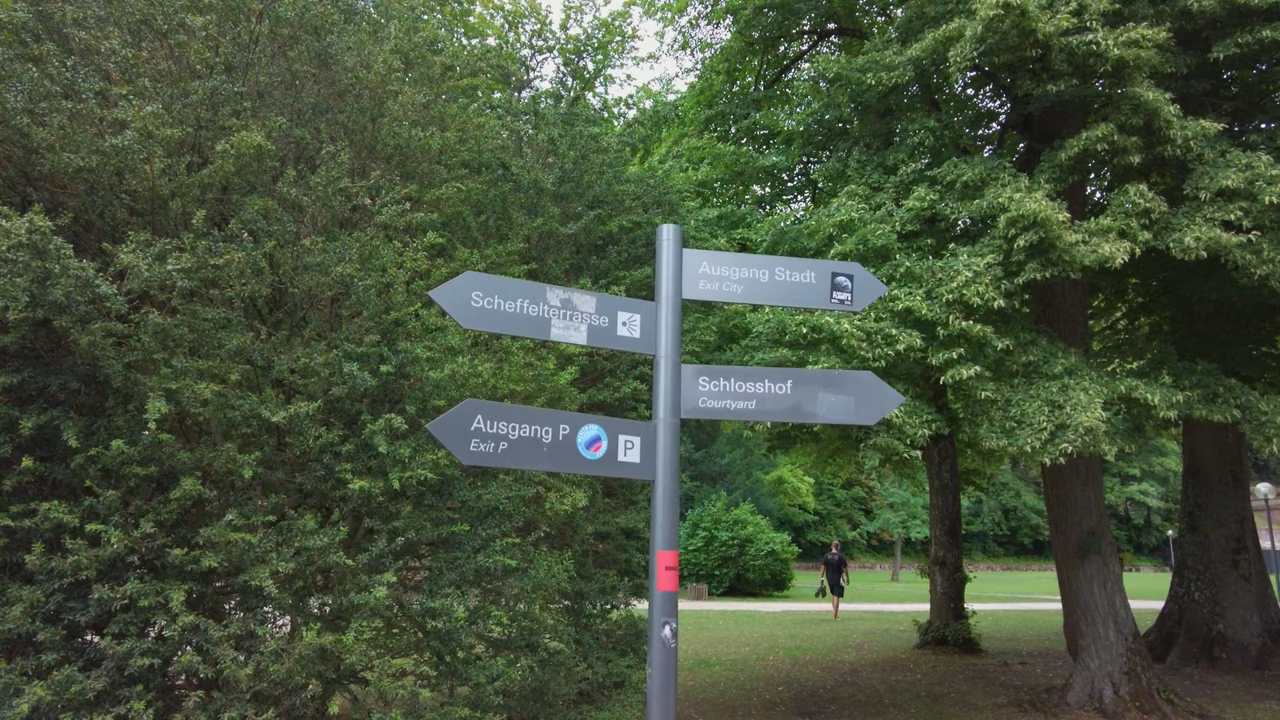 Ausgang Stadt
Exit City
Scheffelterrasse
Schlosshof
Courtyard
Ausgang P
Exit P
P